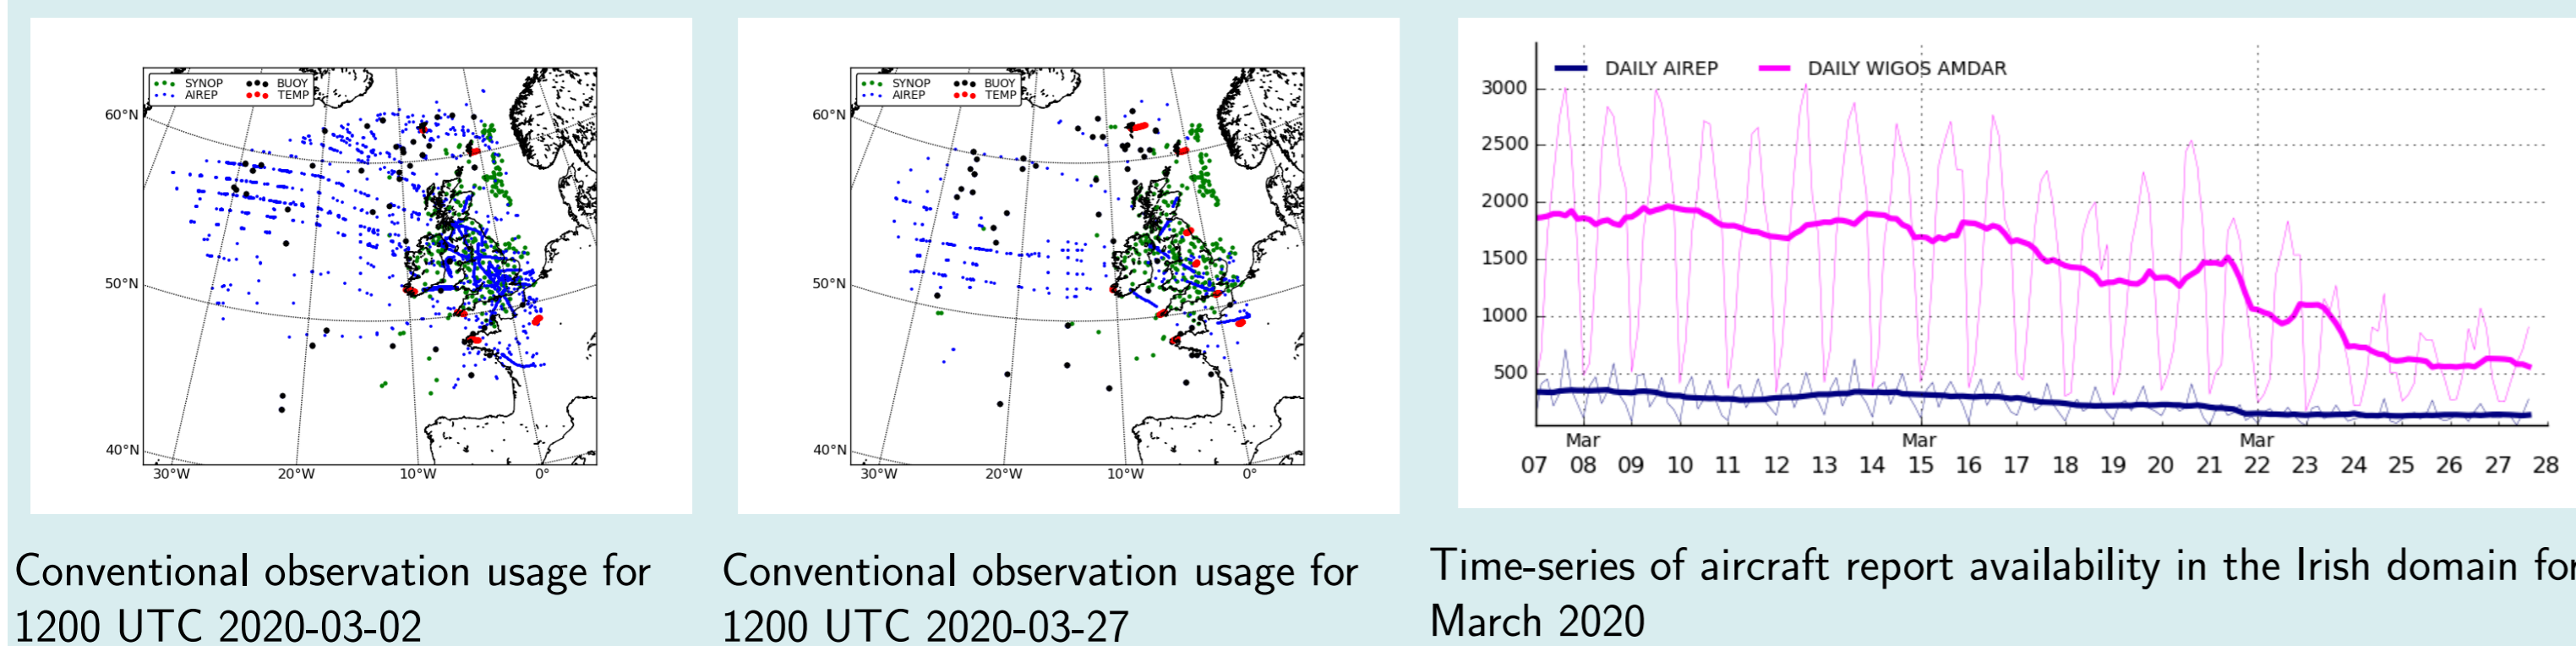 SYNOP BUOY
AIREP TEMP
60°N
50°N
40°N
30°W 20°W 10°W 0°
Conventional observation usage for
1200 UTC 2020-03-02
SYNOP BUOY
AIREP TEMP
60°N
50°N
40°N
30°W 20°W 10°W 0°
Conventional observation usage for
1200 UTC 2020-03-27
DAILY AIREP DAILY WIGOS AMDAR
3000
2500
2000
1500
1000
500
Mar Mar Mar
07 08 09 10 11 12 13 14 15 16 17 18 19 20 21 22 23 24 25 26 27 28
Time-series of aircraft report availability in the Irish domain for
March 2020